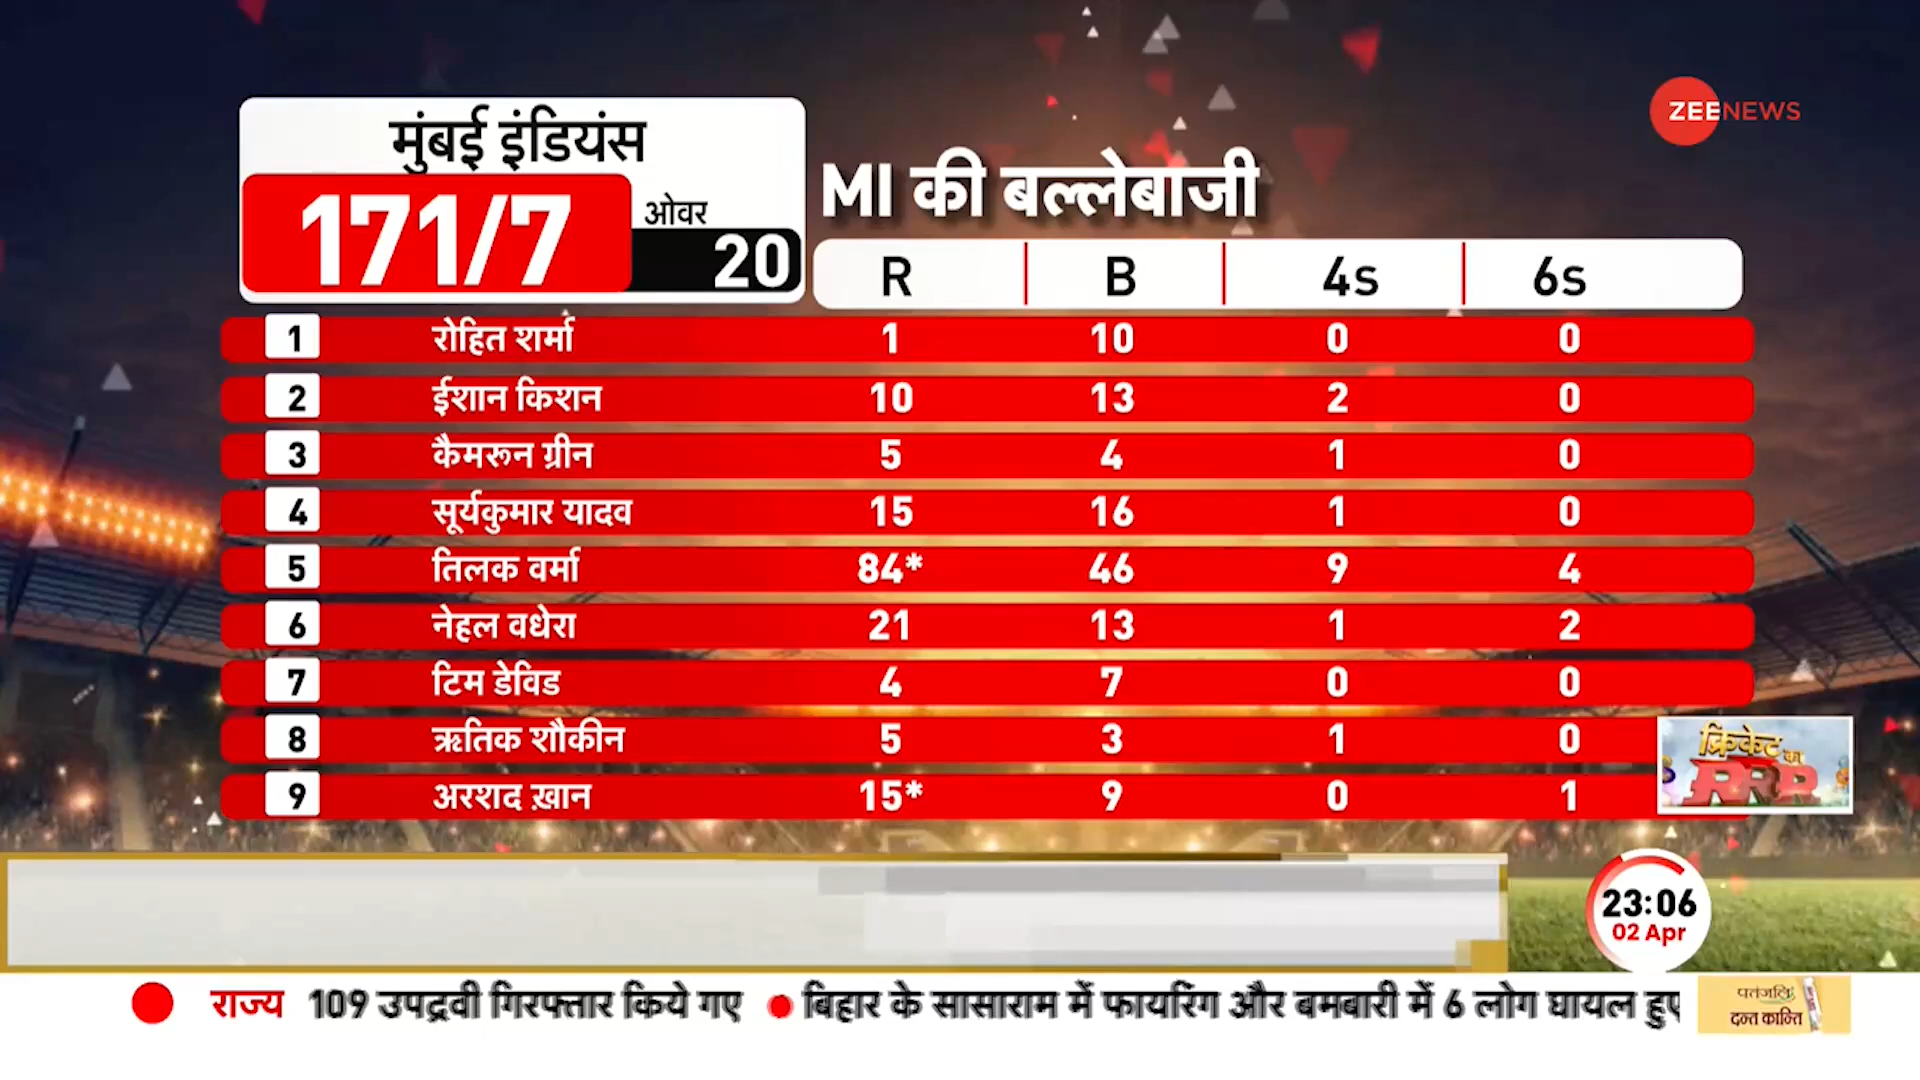 मुंबई इंडियंस
171/7
ओवर
20
ZEENEWS
MI की बल्लेबाजी
R B 4s 6s
1 रोहित शर्मा 1 10 0 0
2 ईशान किशन 10 13 2 0
3 कैमरून ग्रीन 5 4 1 0
4 सूर्यकुमार यादव 15 16 1 0
5 तिलक वर्मा 84* 46 9 4
6 नेहल वधेरा 21 13 1 2
7 टिम डेविड 4 7 0 0
8 ऋतिक शौकीन 5 3 1 0
9 अरशद ख़ान 15* 9 0 1
क्रिकेट का
RRR
23:06
02 Apr
राज्य 109 उपद्रवी गिरफ्तार किये गए बिहार के सासाराम में फायरिंग और बमबारी में 6 लोग घायल हुए
पतंजलि
दन्त कान्ति